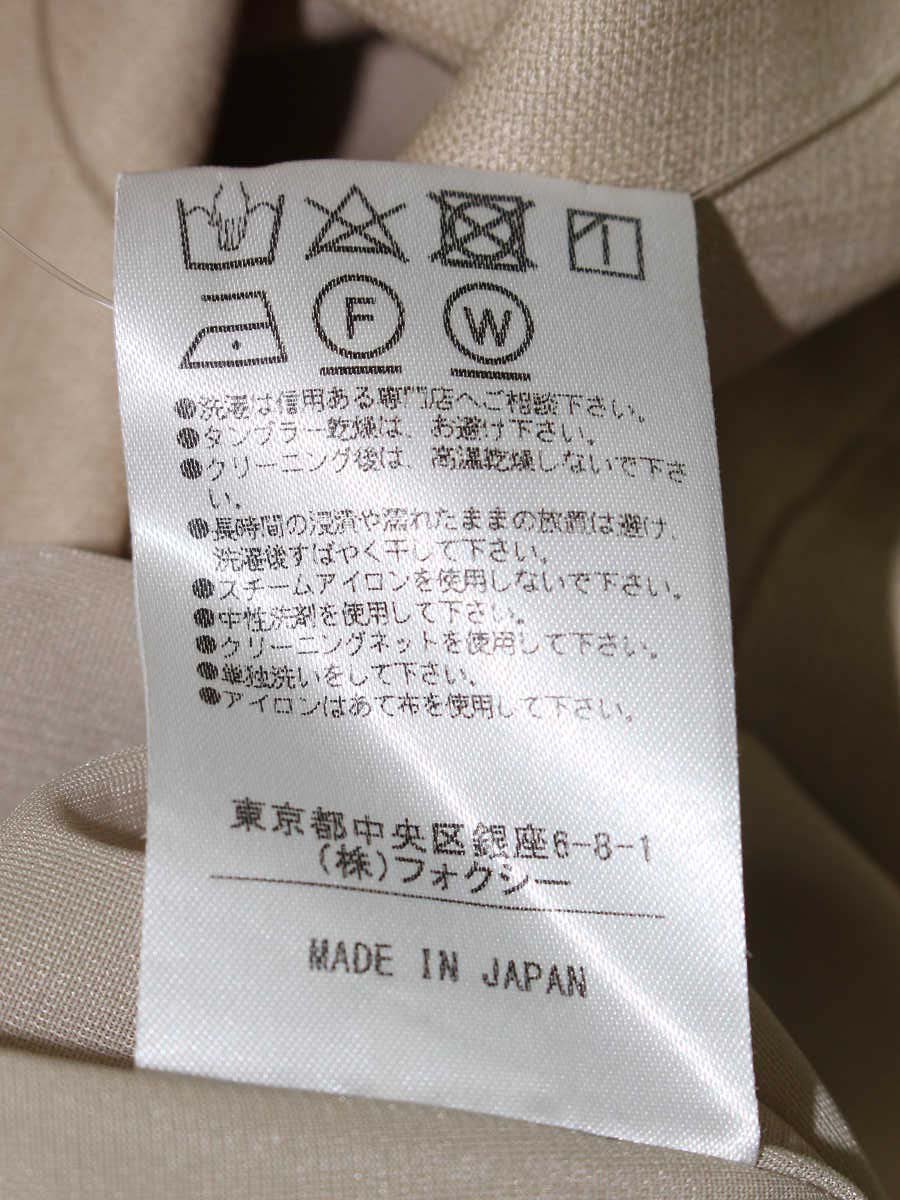 F
W
●洗濯は信用ある専門店へご相談下さい。
●タンブラー乾燥は、お避け下さい。
●クリーニング後は、高温乾燥しないで下さ
い。
●長時間の浸漬や濡れたままの放置は避け、
洗濯後すばやく干して下さい。
●スチームアイロンを使用しないで下さい。
●中性洗剤を使用して下さい。
●クリーニングネットを使用して下さい。
●単独洗いをして下さい。
●アイロンはあて布を使用して下さい。
東京都中央区銀座6-8-1
(株)フォクシー
MADE IN JAPAN